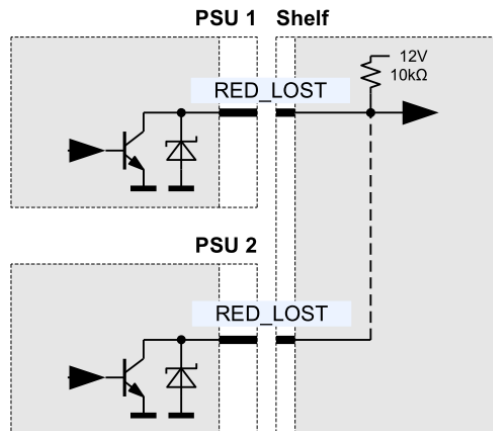 PSU 1 Shelf
12V
10kΩ
RED_LOST
PSU 2
RED_LOST